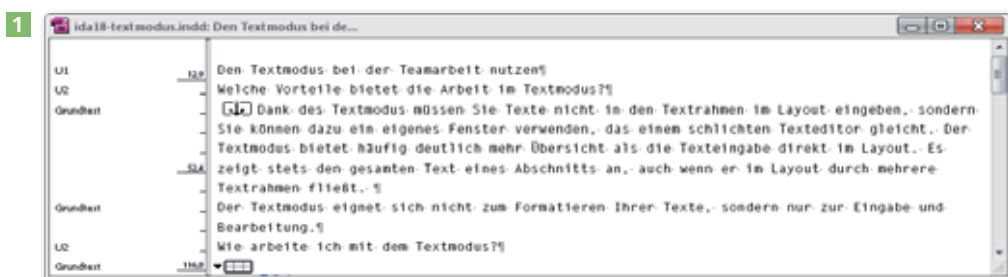 1
ida18-textmodus.indd: Den Textmodus bei de...
U1 12,9 Den Textmodus bei der Teamarbeit nutzen¶
U2 Welche Vorteile bietet die Arbeit im Textmodus?¶
Grundtext Dank des Textmodus müssen Sie Texte nicht in den Textrahmen im Layout eingeben, sondern
Sie können dazu ein eigenes Fenster verwenden, das einem schlichten Texteditor gleicht. Der
Textmodus bietet häufig deutlich mehr Übersicht als die Texteingabe direkt im Layout. Es
52,4 zeigt stets den gesamten Text eines Abschnitts an, auch wenn er im Layout durch mehrere
Textrahmen fließt. ¶
Grundtext Der Textmodus eignet sich nicht zum Formatieren Ihrer Texte, sondern nur zur Eingabe und
Bearbeitung.¶
U2 Wie arbeite ich mit dem Textmodus?¶
Grundtext